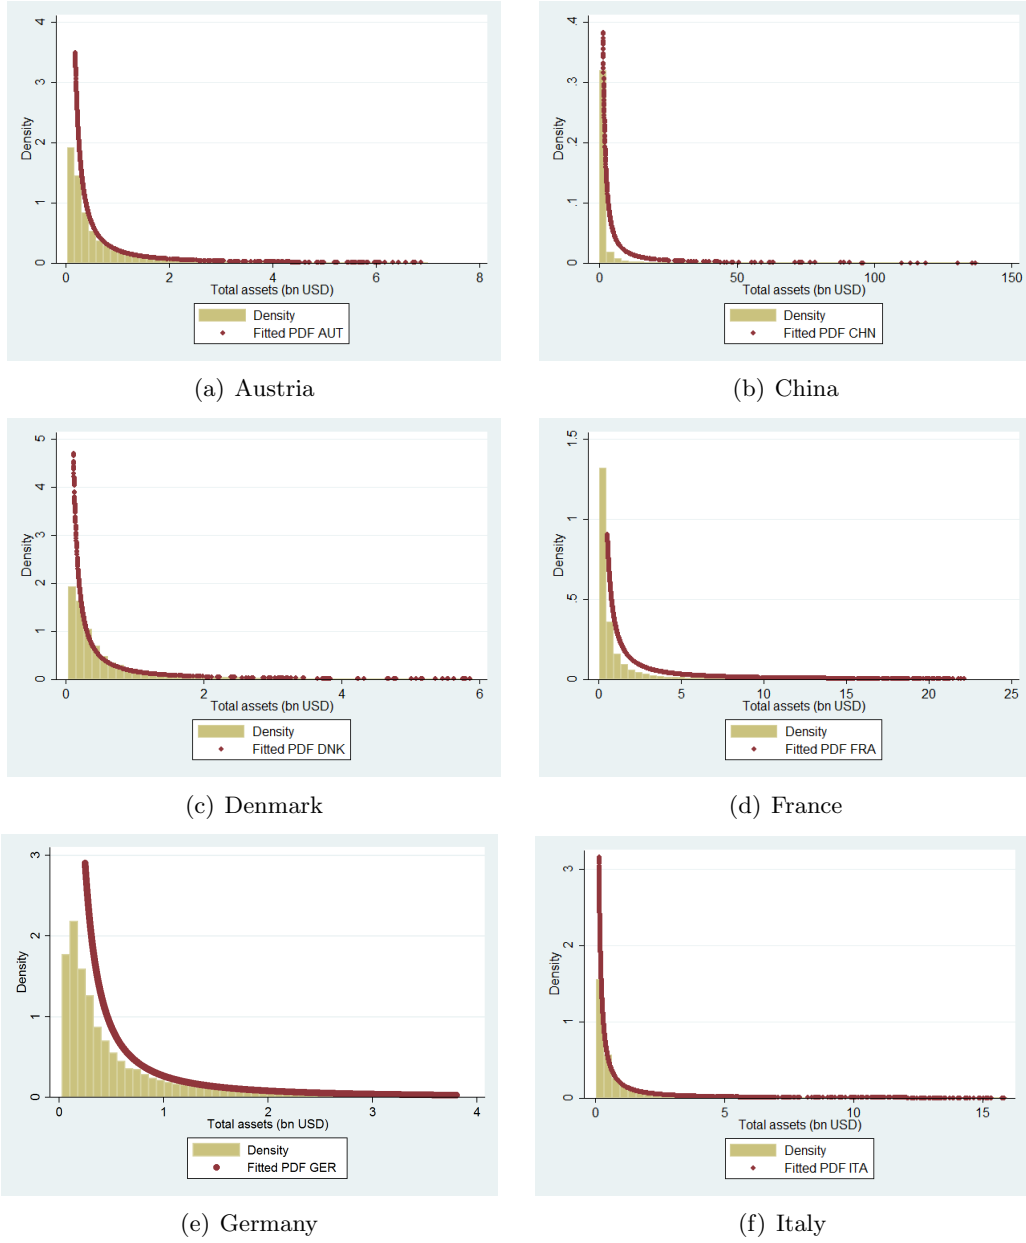 4
3
2
1
0
Density
0 2 4 6 8
Total assets (bn USD)
Density
Fitted PDF AUT
(a) Austria
.4
.3
.2
.1
0
Density
0 50 100 150
Total assets (bn USD)
Density
Fitted PDF CHN
(b) China
5
4
3
2
1
0
Density
0 2 4 6
Total assets (bn USD)
Density
Fitted PDF DNK
(c) Denmark
1.5
1
.5
0
Density
0 5 10 15 20 25
Total assets (bn USD)
Density
Fitted PDF FRA
(d) France
3
2
1
0
Density
0 1 2 3 4
Total assets (bn USD)
Density
Fitted PDF GER
(e) Germany
3
2
1
0
Density
0 5 10 15
Total assets (bn USD)
Density
Fitted PDF ITA
(f) Italy